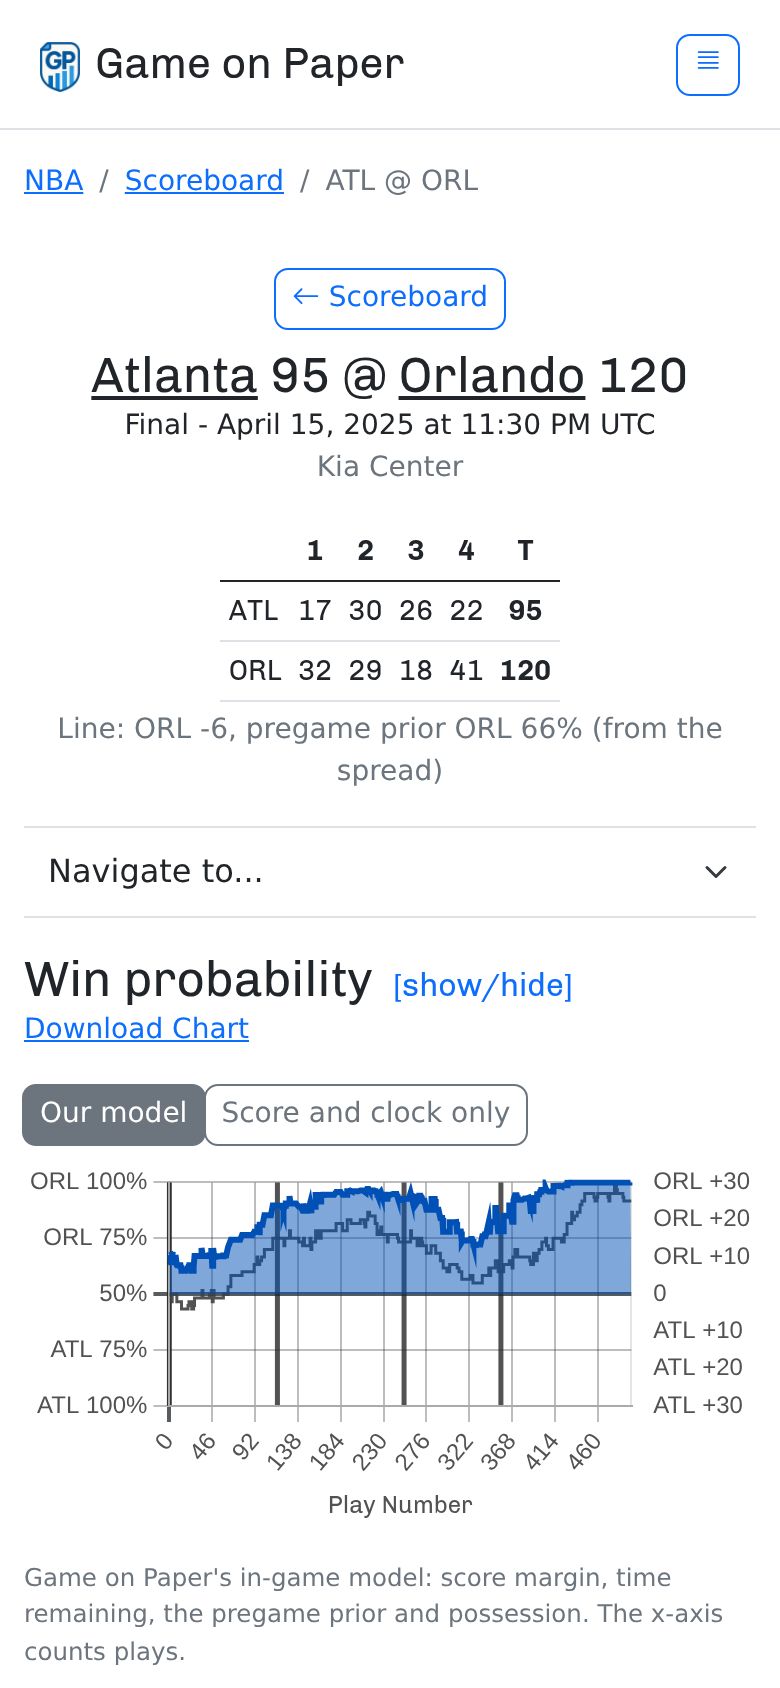 GP Game on Paper
NBA / Scoreboard / ATL @ ORL
← Scoreboard
Atlanta 95 @ Orlando 120
Final - April 15, 2025 at 11:30 PM UTC
Kia Center
1 2 3 4 T
ATL 17 30 26 22 95
ORL 32 29 18 41 120
Line: ORL -6, pregame prior ORL 66% (from the
spread)
Navigate to...
Win probability [show/hide]
Download Chart
Our model Score and clock only
ORL 100% ORL +30
ORL +20
ORL 75%
ORL +10
50% 0
ATL +10
ATL 75%
ATL +20
ATL 100% ATL +30
0 46 92 138 184 230 276 322 368 414 460
Play Number
Game on Paper's in-game model: score margin, time
remaining, the pregame prior and possession. The x-axis
counts plays.